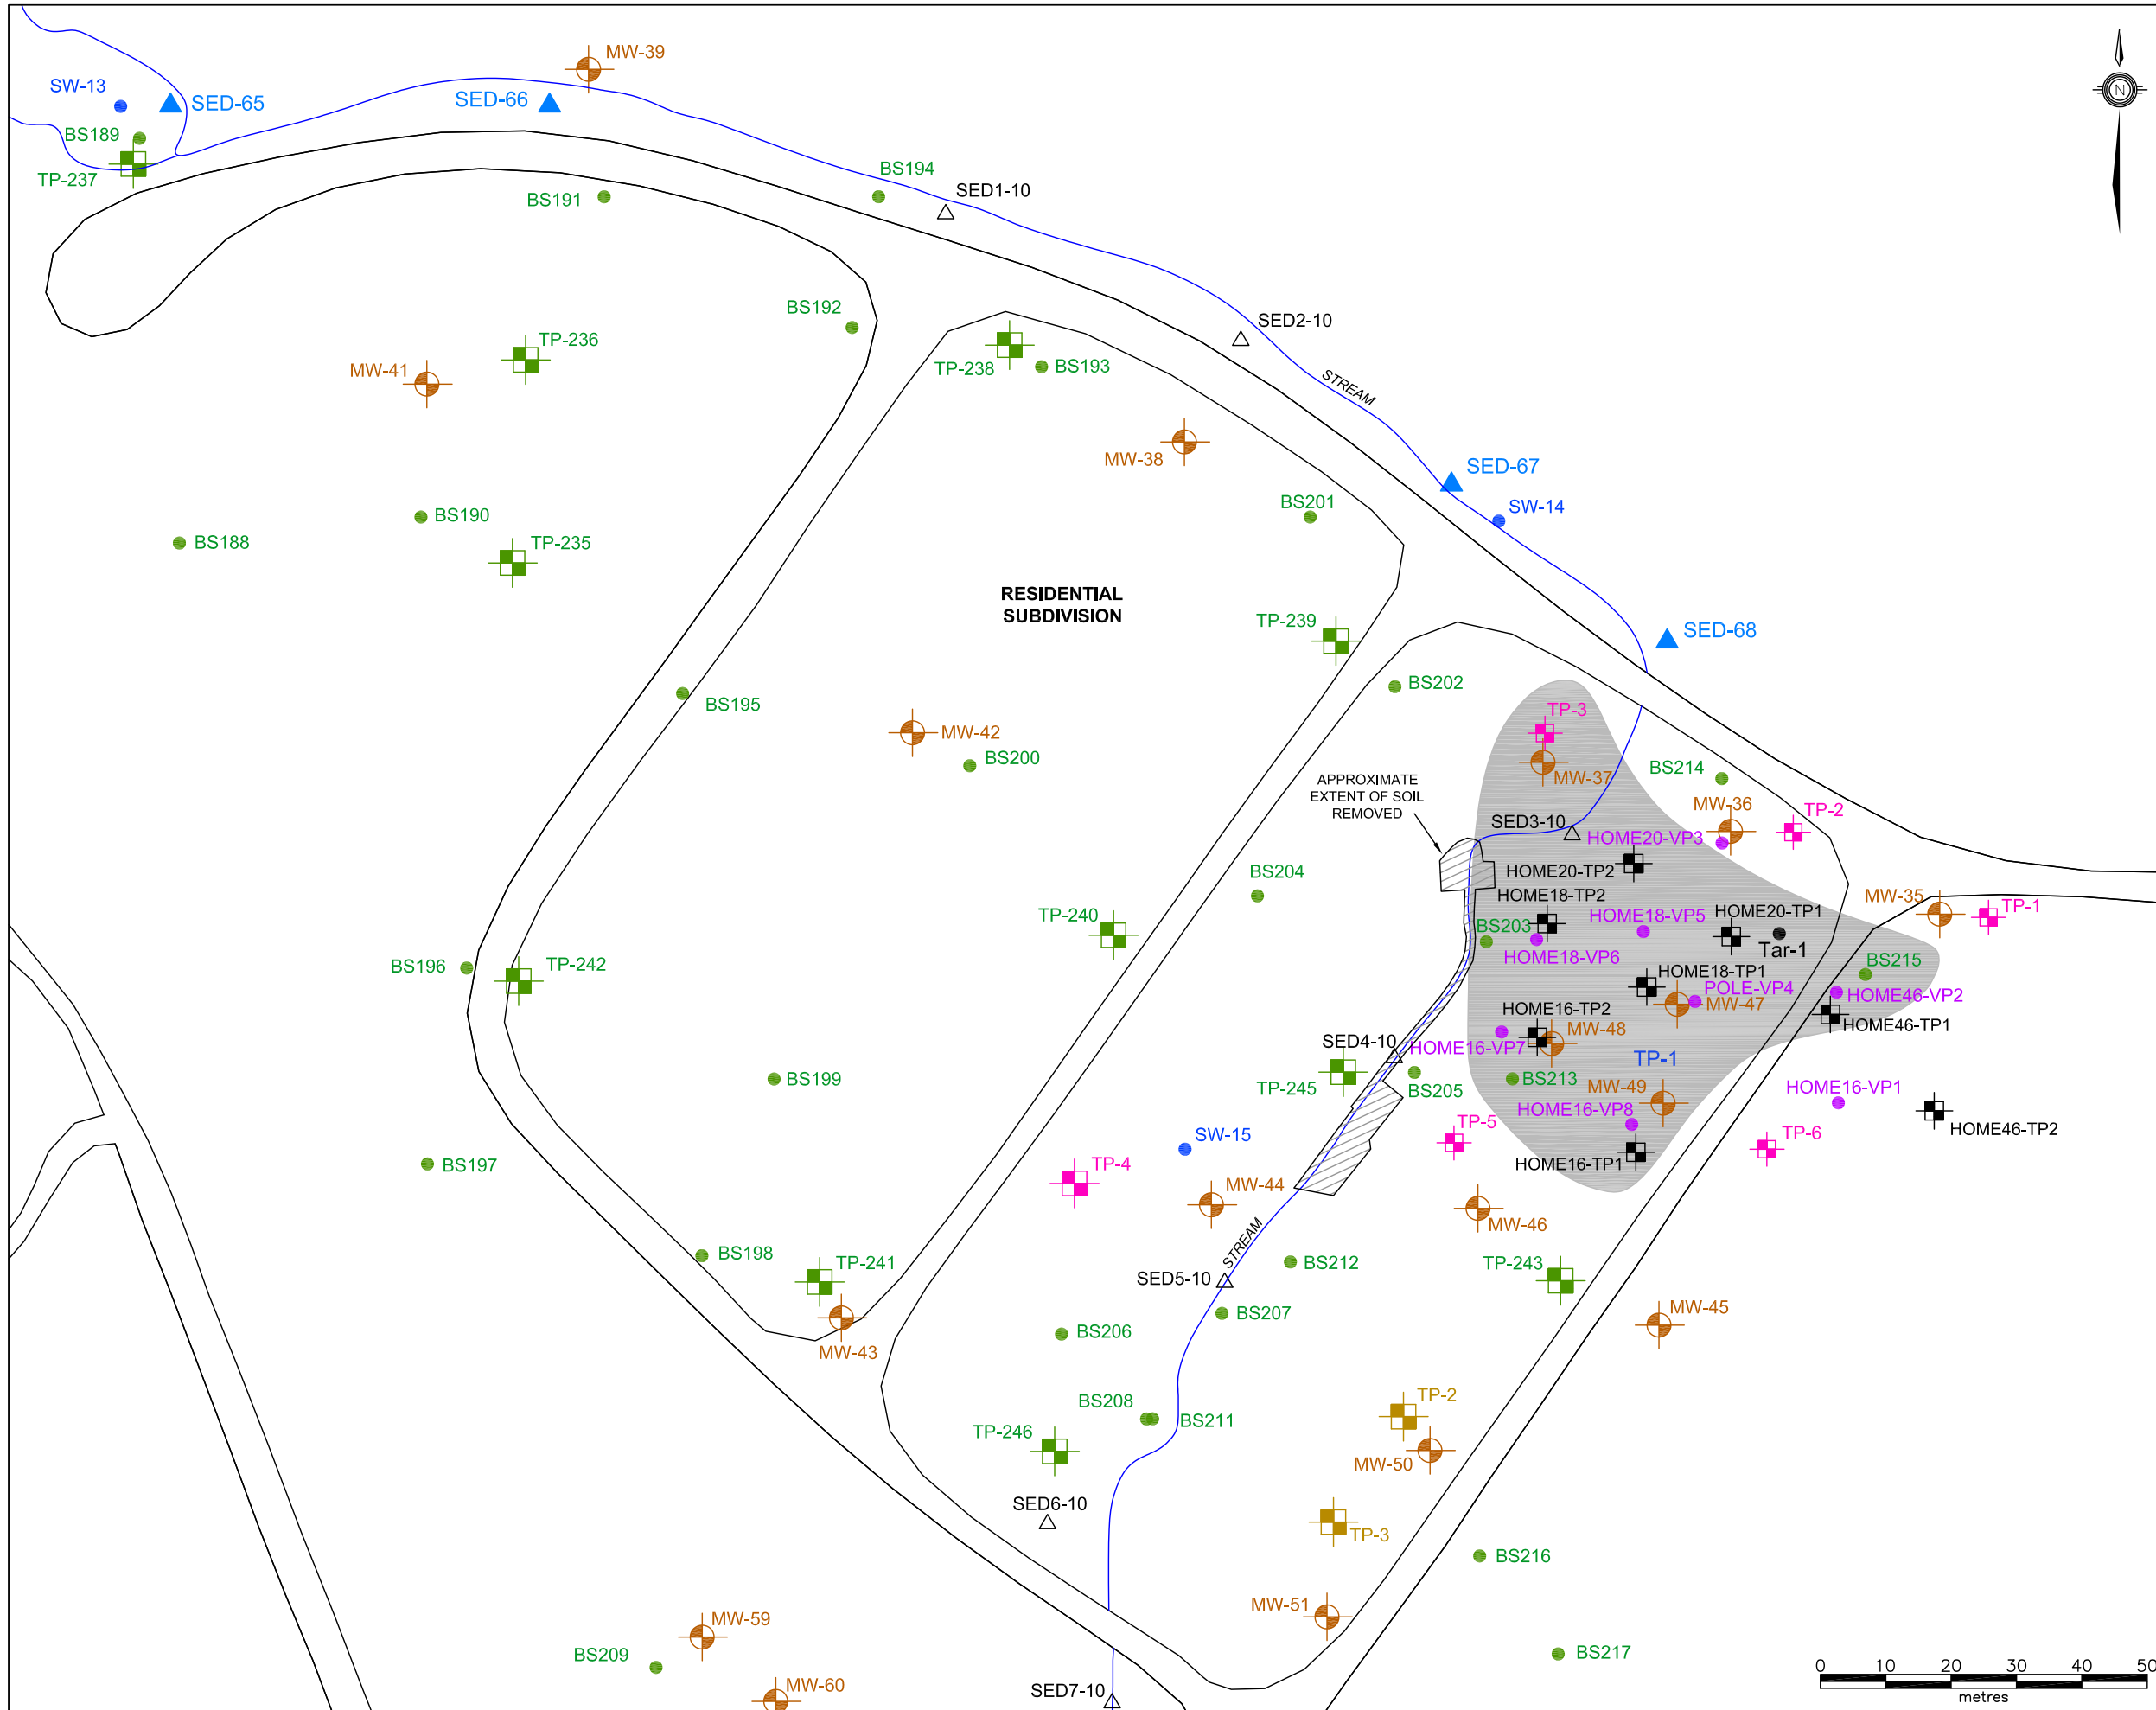 MW-39
SW-13
SED-65
SED-66
N
BS189
TP-237
BS191
BS194
SED1-10
BS192
TP-236
MW-41
TP-238
BS193
SED2-10
STREAM
MW-38
SED-67
BS201
SW-14
BS190
BS188
TP-235
RESIDENTIAL
SUBDIVISION
TP-239
SED-68
BS202
BS195
TP-3
MW-42
BS200
MW-37
BS214
APPROXIMATE
EXTENT OF SOIL
REMOVED
MW-36
TP-2
SED3-10
HOME20-VP3
HOME20-TP2
BS204
HOME18-TP2
MW-35
TP-1
TP-240
HOME18-VP5
HOME20-TP1
BS203
Tar-1
HOME18-VP6
BS196
TP-242
BS215
HOME18-TP1
POLE-VP4
MW-47
HOME46-VP2
HOME16-TP2
HOME46-TP1
MW-48
SED4-10
HOME16-VP7
TP-1
BS199
TP-245
BS205
BS213
MW-49
HOME16-VP1
HOME16-VP8
HOME46-TP2
SW-15
TP-5
TP-6
BS197
TP-4
HOME16-TP1
MW-44
MW-46
BS198
TP-241
STREAM
BS212
TP-243
SED5-10
BS207
MW-45
BS206
MW-43
TP-2
BS208
BS211
TP-246
MW-50
SED6-10
TP-3
BS216
MW-51
MW-59
BS209
BS217
MW-60
SED7-10
0 10 20 30 40 50
metres